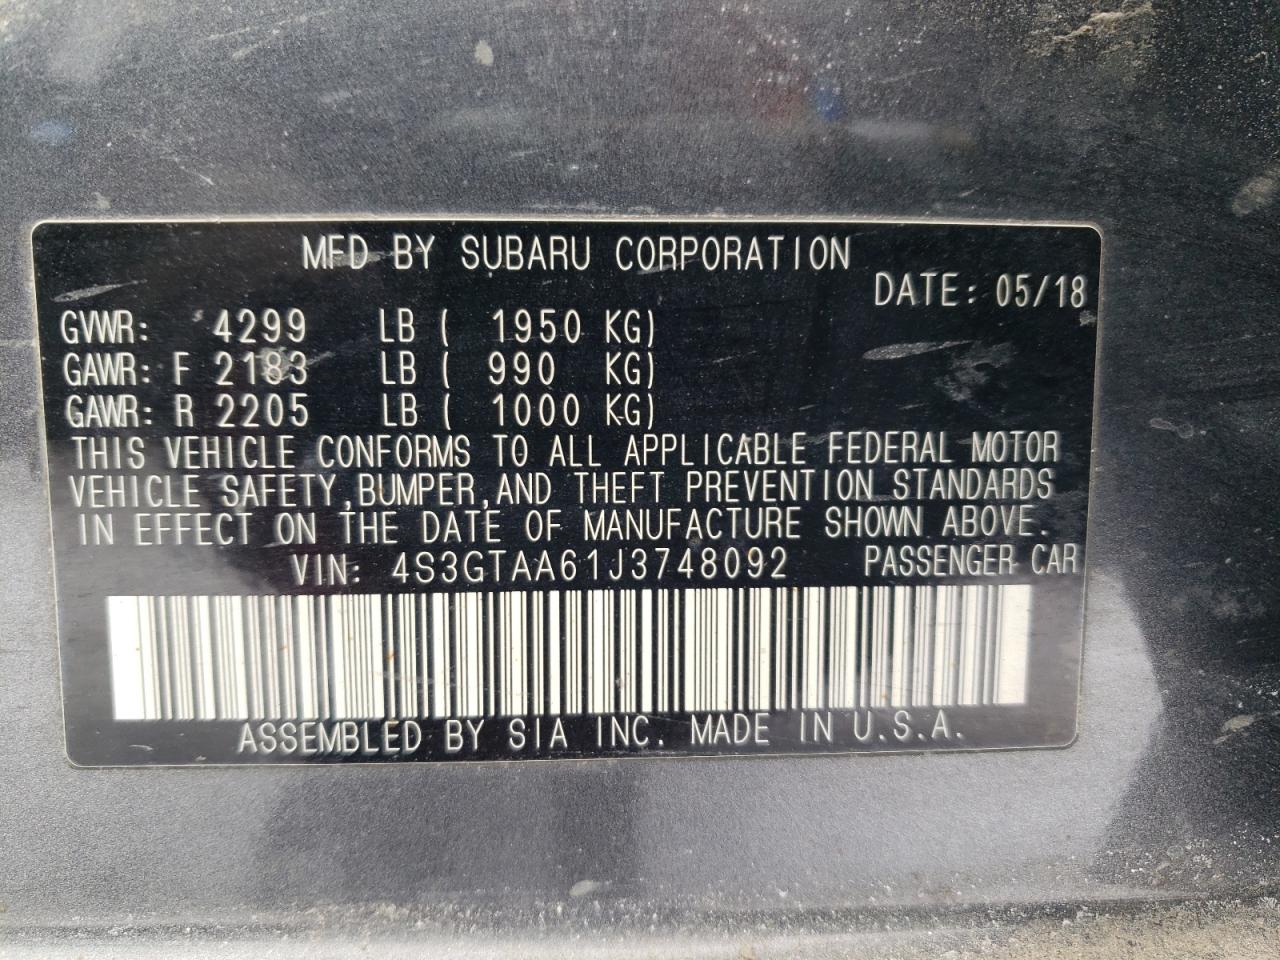 MFD BY SUBARU CORPORATION
DATE: 05/18
GVWR: 4299 LB ( 1950 KG)
GAWR: F 2183 LB ( 990 KG)
GAWR: R 2205 LB ( 1000 KG)
THIS VEHICLE CONFORMS TO ALL APPLICABLE FEDERAL MOTOR
VEHICLE SAFETY,BUMPER,AND THEFT PREVENTION STANDARDS
IN EFFECT ON THE DATE OF MANUFACTURE SHOWN ABOVE.
VIN: 4S3GTAA61J3748092 PASSENGER CAR
ASSEMBLED BY SIA INC. MADE IN U.S.A.